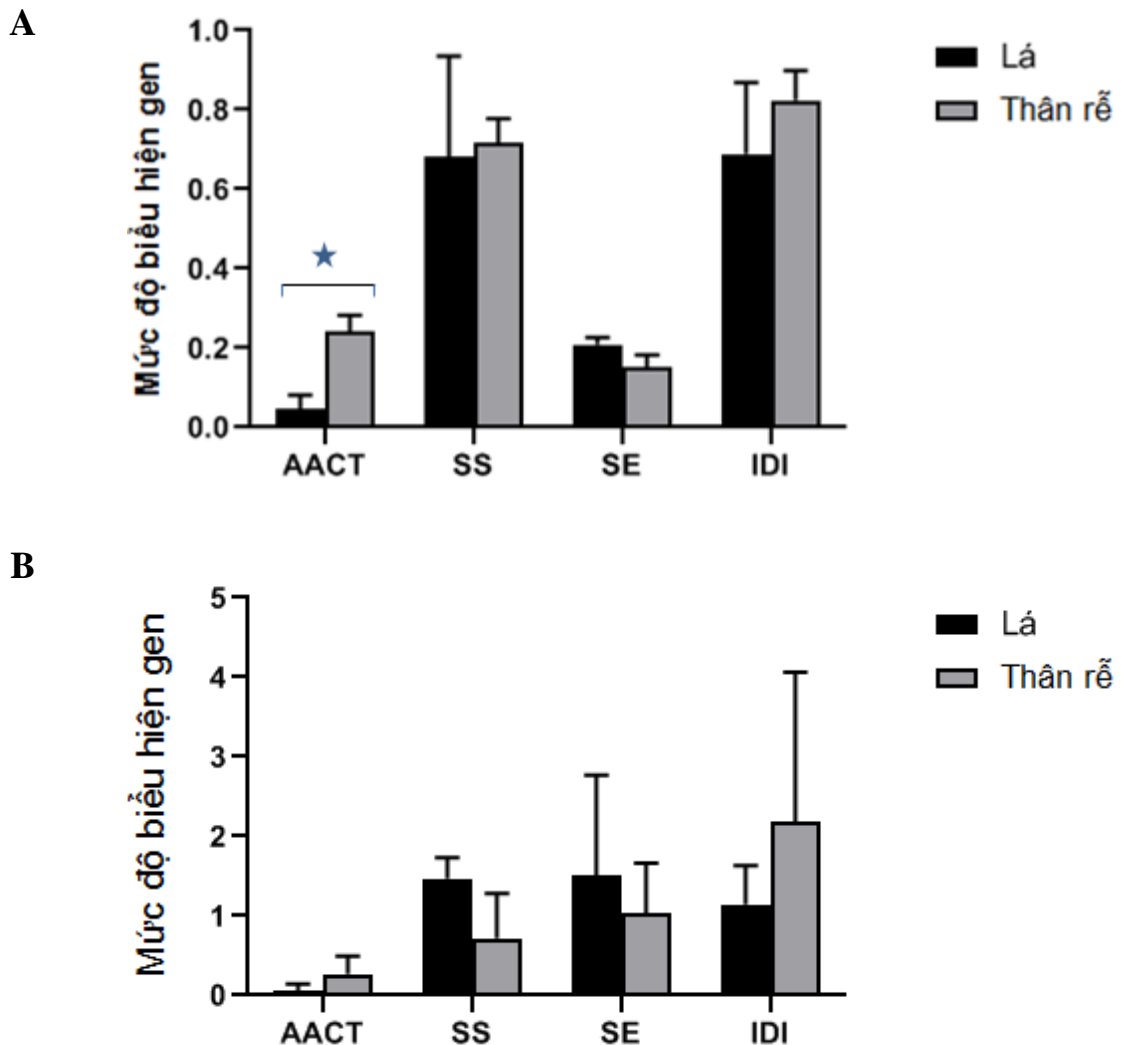 A
Mức độ biểu hiện gen
1.0
0.8
0.6
0.4
0.2
0.0
AACT SS SE IDI
Lá
Thân rễ
B
Mức độ biểu hiện gen
5
4
3
2
1
0
AACT SS SE IDI
Lá
Thân rễ